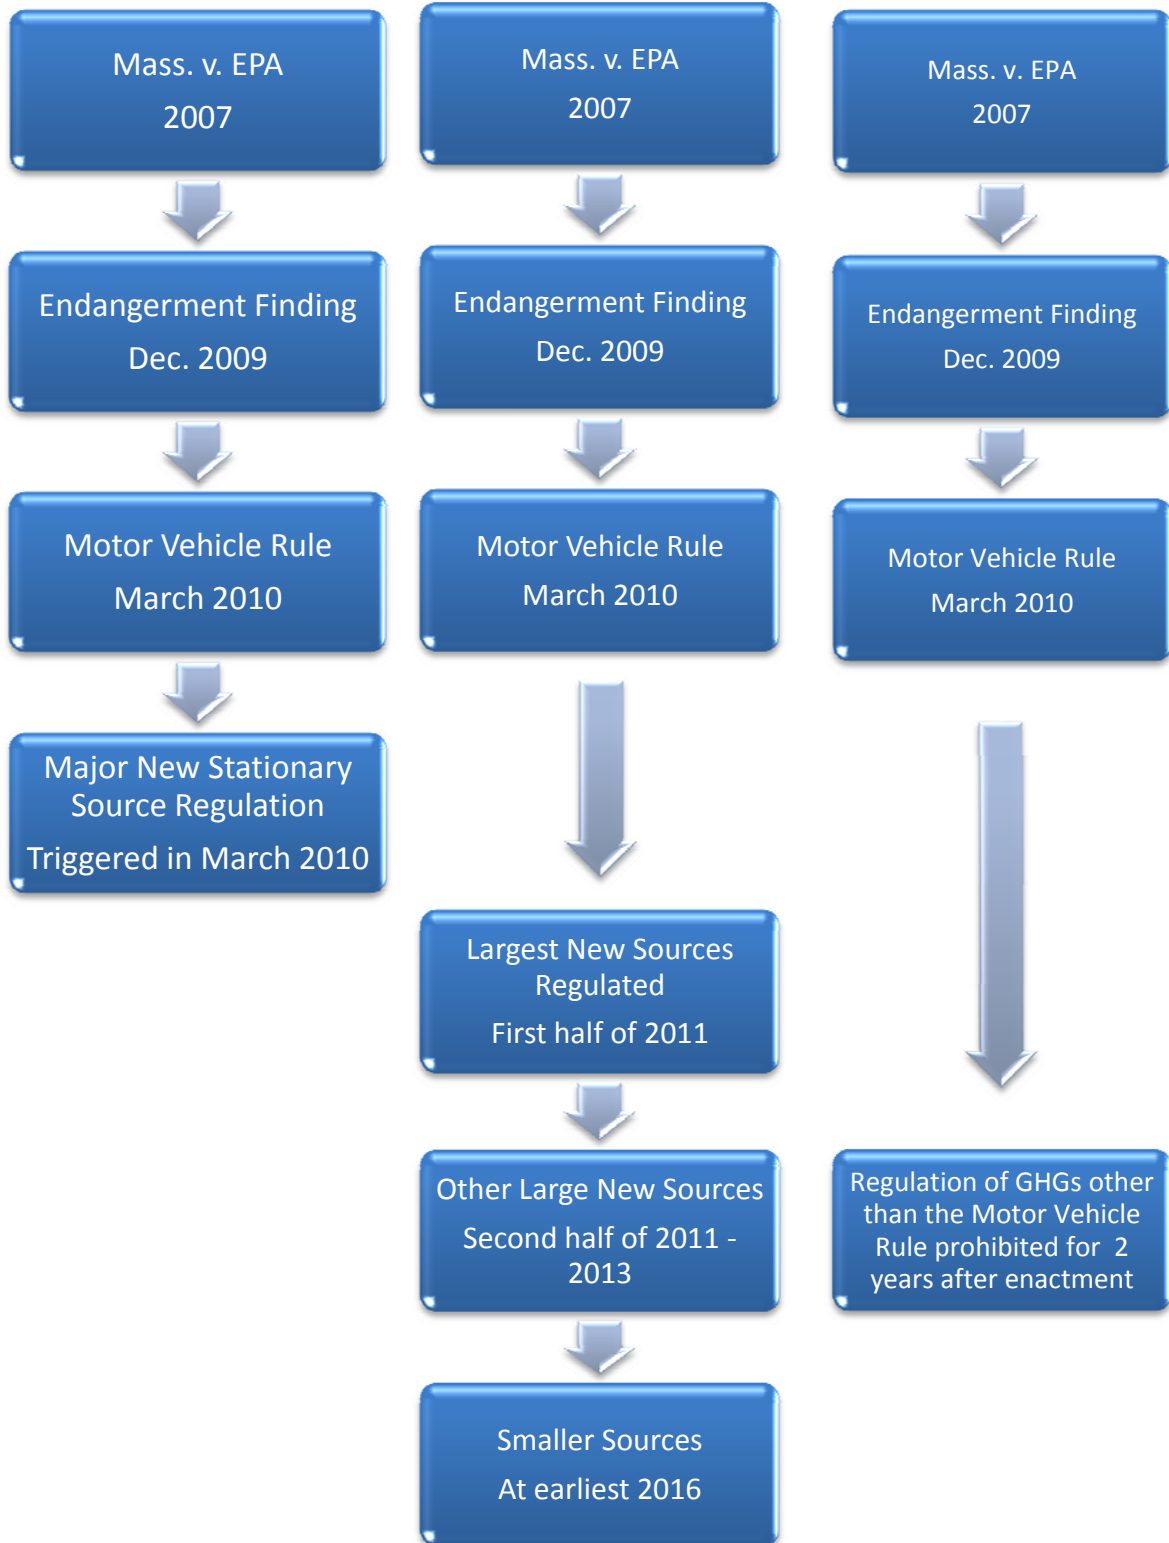 Mass. v. EPA
2007
Endangerment Finding
Dec. 2009
Motor Vehicle Rule
March 2010
Major New Stationary
Source Regulation
Triggered in March 2010
Mass. v. EPA
2007
Endangerment Finding
Dec. 2009
Motor Vehicle Rule
March 2010
Largest New Sources
Regulated
First half of 2011
Other Large New Sources
Second half of 2011 -
2013
Smaller Sources
At earliest 2016
Mass. v. EPA
2007
Endangerment Finding
Dec. 2009
Motor Vehicle Rule
March 2010
Regulation of GHGs other
than the Motor Vehicle
Rule prohibited for 2
years after enactment